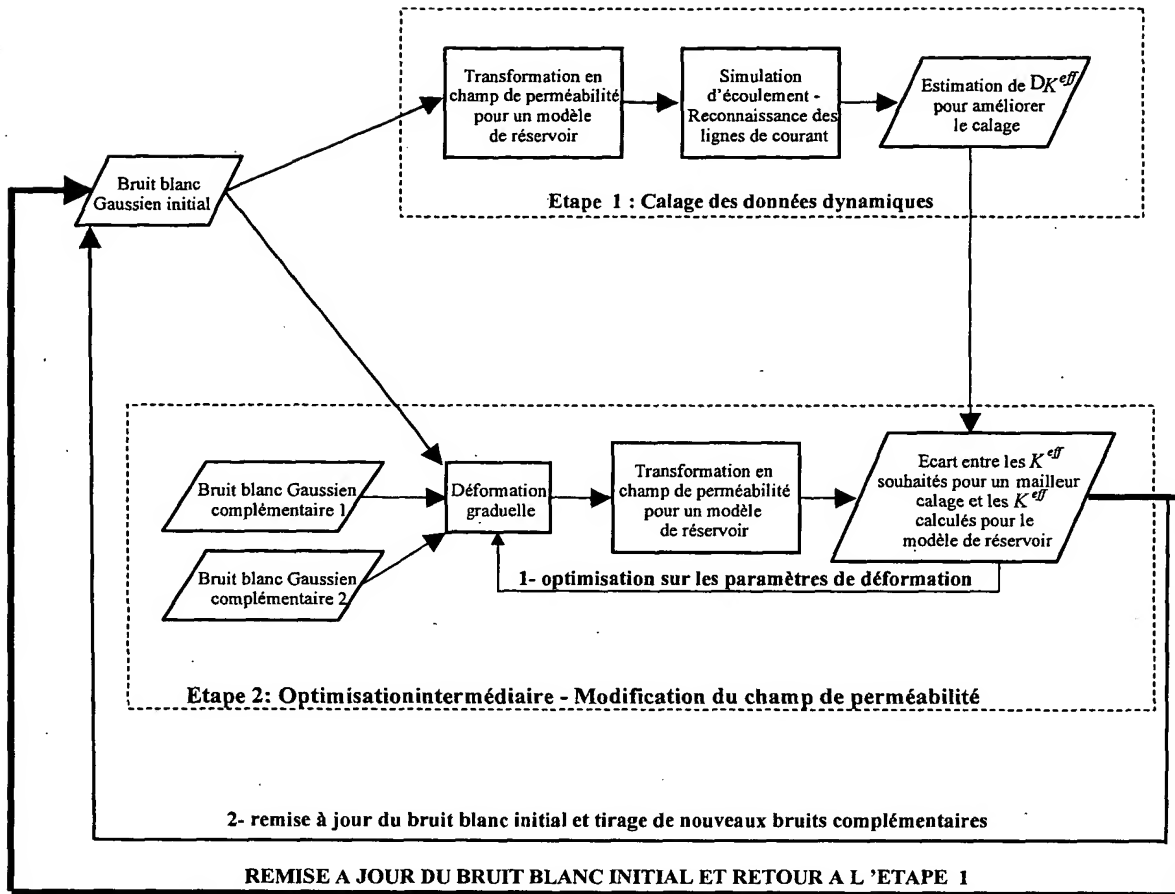 Transformation en
champ de perméabilité
pour un modèle
de réservoir
Simulation
d'écoulement -
Reconnaissance des
lignes de courant
Estimation de DK^eff
pour améliorer
le calage
Bruit blanc
Gaussien initial
Etape 1 : Calage des données dynamiques
Bruit blanc Gaussien
complémentaire 1
Bruit blanc Gaussien
complémentaire 2
Déformation
graduelle
Transformation en
champ de perméabilité
pour un modèle
de réservoir
Ecart entre les K^eff
souhaités pour un mailleur
calage et les K^eff
calculés pour le
modèle de réservoir
1- optimisation sur les paramètres de déformation
Etape 2: Optimisationintermédiaire - Modification du champ de perméabilité
2- remise à jour du bruit blanc initial et tirage de nouveaux bruits complémentaires
REMISE A JOUR DU BRUIT BLANC INITIAL ET RETOUR A L 'ETAPE 1